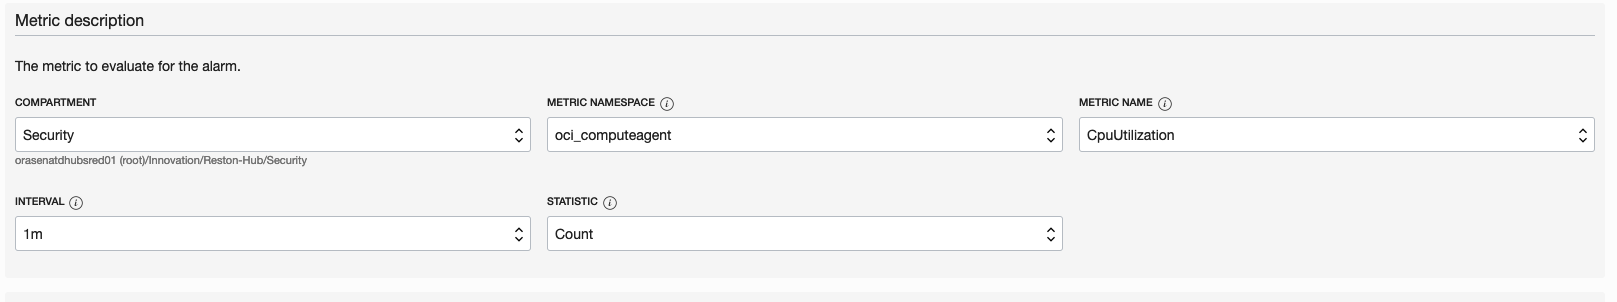 Metric description
The metric to evaluate for the alarm.
COMPARTMENT
Security
orasenatdhubsred01 (root)/Innovation/Reston-Hub/Security
METRIC NAMESPACE i
oci_computeagent
METRIC NAME i
CpuUtilization
INTERVAL i
1m
STATISTIC i
Count